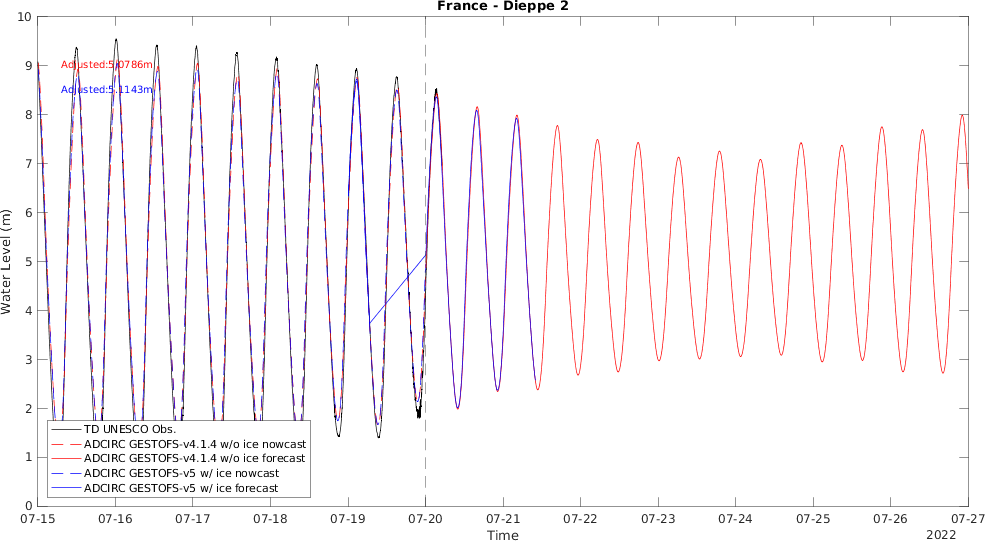 France - Dieppe 2
10
9
8
7
6
5
4
3
2
1
0
Water Level (m)
Adjusted:5.0786m
Adjusted:5.1143m
TD UNESCO Obs.
ADCIRC GESTOFS-v4.1.4 w/o ice nowcast
ADCIRC GESTOFS-v4.1.4 w/o ice forecast
ADCIRC GESTOFS-v5 w/ ice nowcast
ADCIRC GESTOFS-v5 w/ ice forecast
07-15 07-16 07-17 07-18 07-19 07-20 07-21 07-22 07-23 07-24 07-25 07-26 07-27
Time
2022